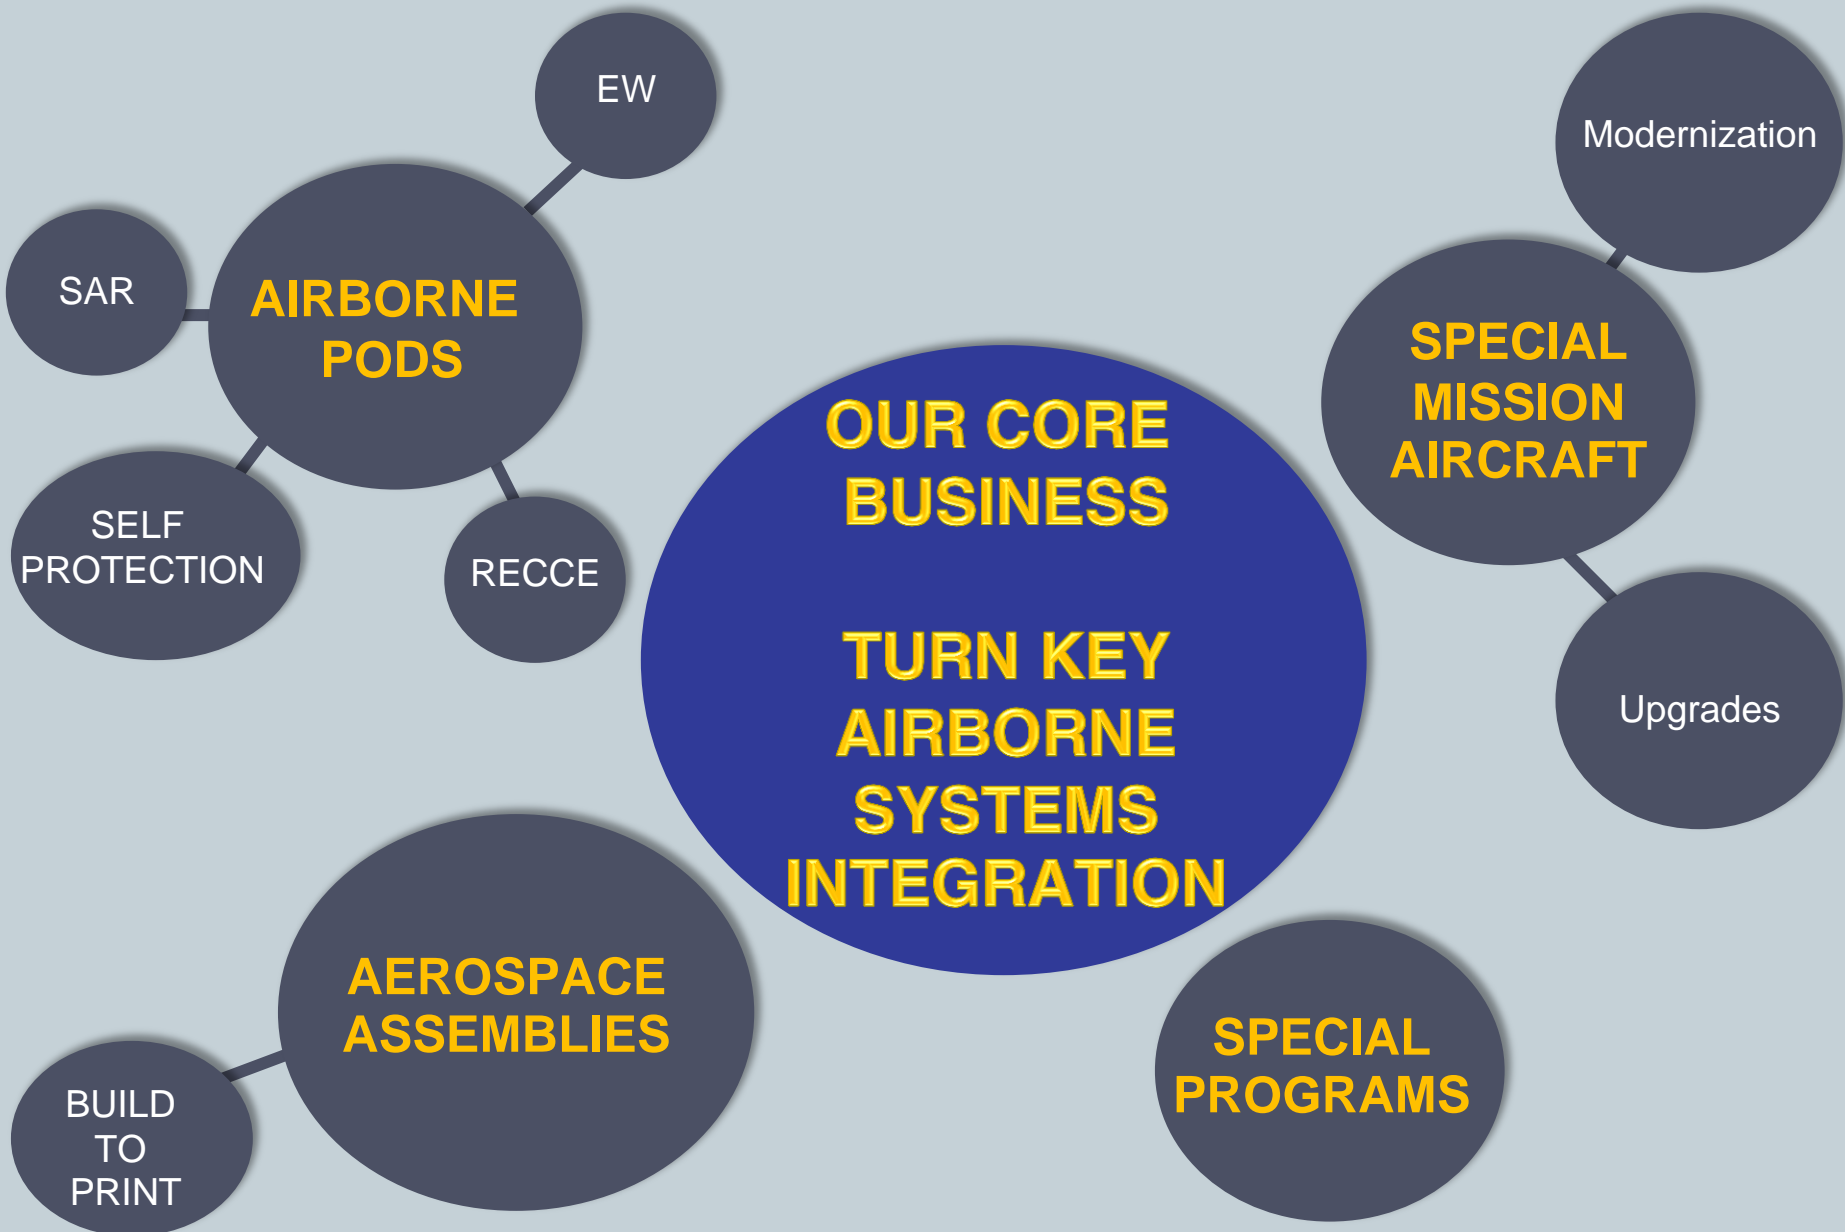 EW
SAR
AIRBORNE
PODS
SELF
PROTECTION
RECCE
OUR CORE
BUSINESS
TURN KEY
AIRBORNE
SYSTEMS
INTEGRATION
Modernization
SPECIAL
MISSION
AIRCRAFT
Upgrades
AEROSPACE
ASSEMBLIES
BUILD
TO
PRINT
SPECIAL
PROGRAMS